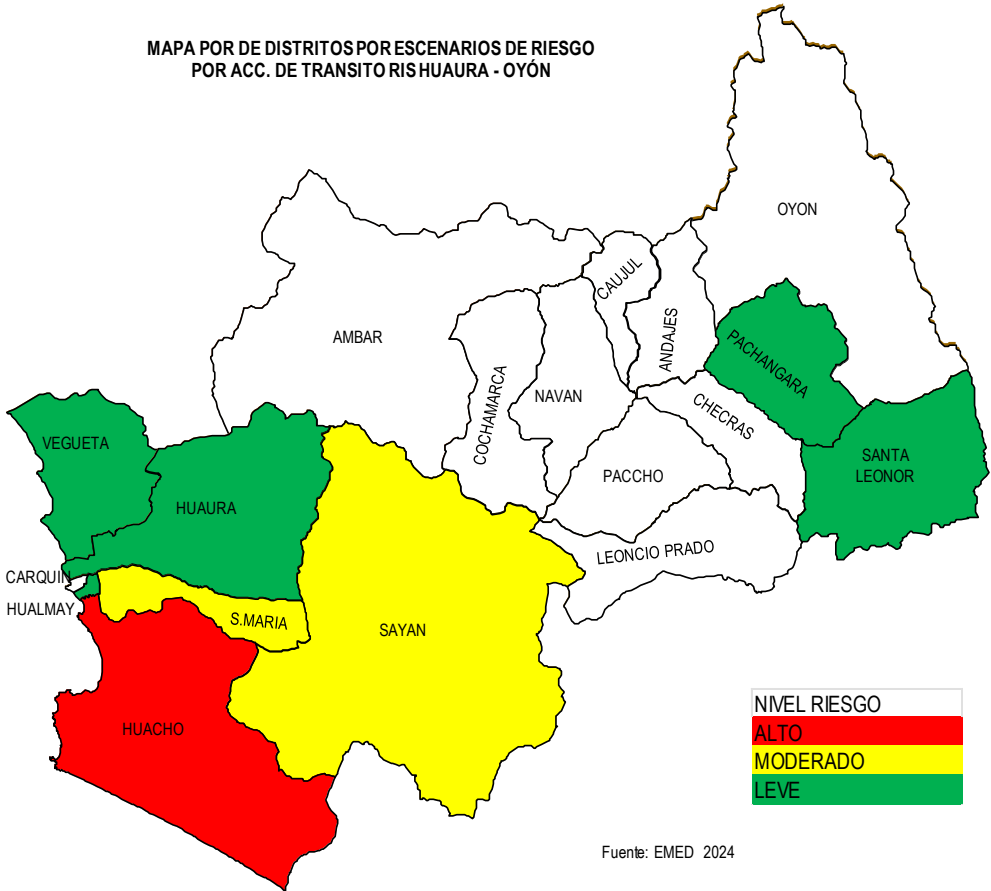 MAPA POR DE DISTRITOS POR ESCENARIOS DE RIESGO
POR ACC. DE TRANSITO RIS HUAURA - OYÓN
OYON
CAUJUL
ANDAJES
AMBAR
PACHANGARA
COCHAMARCA
NAVAN
CHECRAS
VEGUETA
SANTA
LEONOR
PACCHO
HUAURA
LEONCIO PRADO
CARQUIN
HUALMAY
S.MARIA
SAYAN
HUACHO
NIVEL RIESGO
ALTO
MODERADO
LEVE
Fuente: EMED 2024